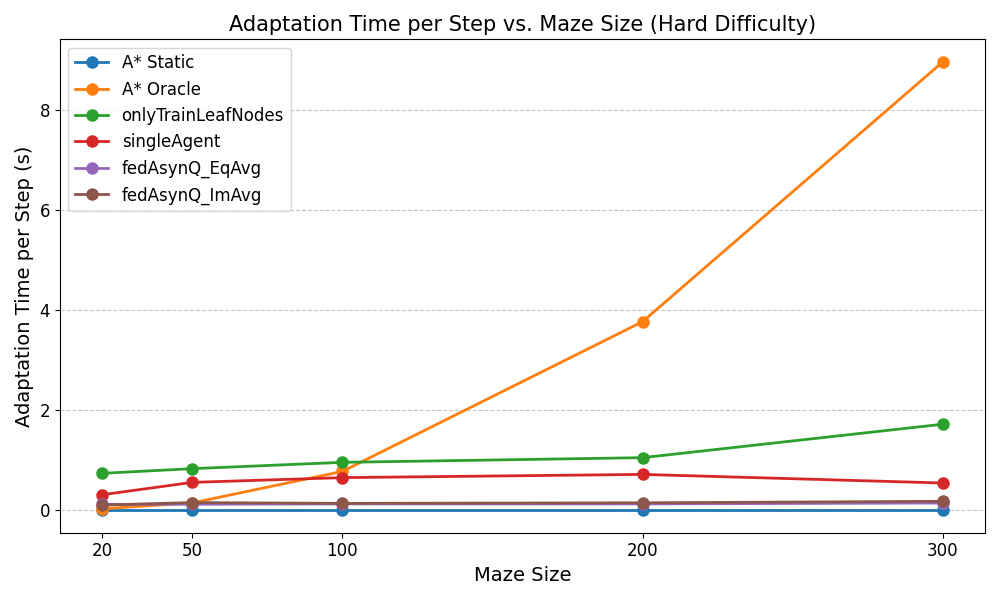 Adaptation Time per Step vs. Maze Size (Hard Difficulty)
A* Static
A* Oracle
onlyTrainLeafNodes
singleAgent
fedAsynQ_EqAvg
fedAsynQ_ImAvg
Adaptation Time per Step (s)
8
6
4
2
0
20 50 100 200 300
Maze Size